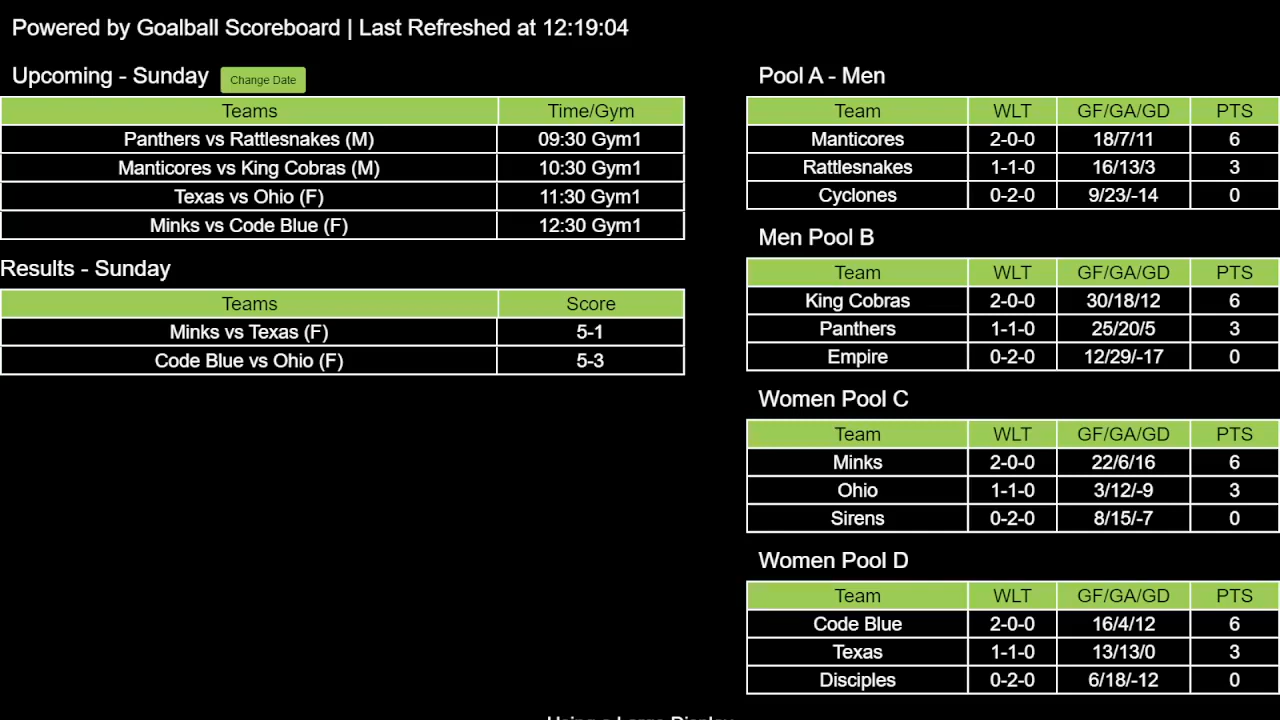 Powered by Goalball Scoreboard | Last Refreshed at 12:19:04
Upcoming - Sunday Change Date
Teams Time/Gym
Panthers vs Rattlesnakes (M) 09:30 Gym1
Manticores vs King Cobras (M) 10:30 Gym1
Texas vs Ohio (F) 11:30 Gym1
Minks vs Code Blue (F) 12:30 Gym1
Results - Sunday
Teams Score
Minks vs Texas (F) 5-1
Code Blue vs Ohio (F) 5-3
Pool A - Men
Team WLT GF/GA/GD PTS
Manticores 2-0-0 18/7/11 6
Rattlesnakes 1-1-0 16/13/3 3
Cyclones 0-2-0 9/23/-14 0
Men Pool B
Team WLT GF/GA/GD PTS
King Cobras 2-0-0 30/18/12 6
Panthers 1-1-0 25/20/5 3
Empire 0-2-0 12/29/-17 0
Women Pool C
Team WLT GF/GA/GD PTS
Minks 2-0-0 22/6/16 6
Ohio 1-1-0 3/12/-9 3
Sirens 0-2-0 8/15/-7 0
Women Pool D
Team WLT GF/GA/GD PTS
Code Blue 2-0-0 16/4/12 6
Texas 1-1-0 13/13/0 3
Disciples 0-2-0 6/18/-12 0
Using a Large Display